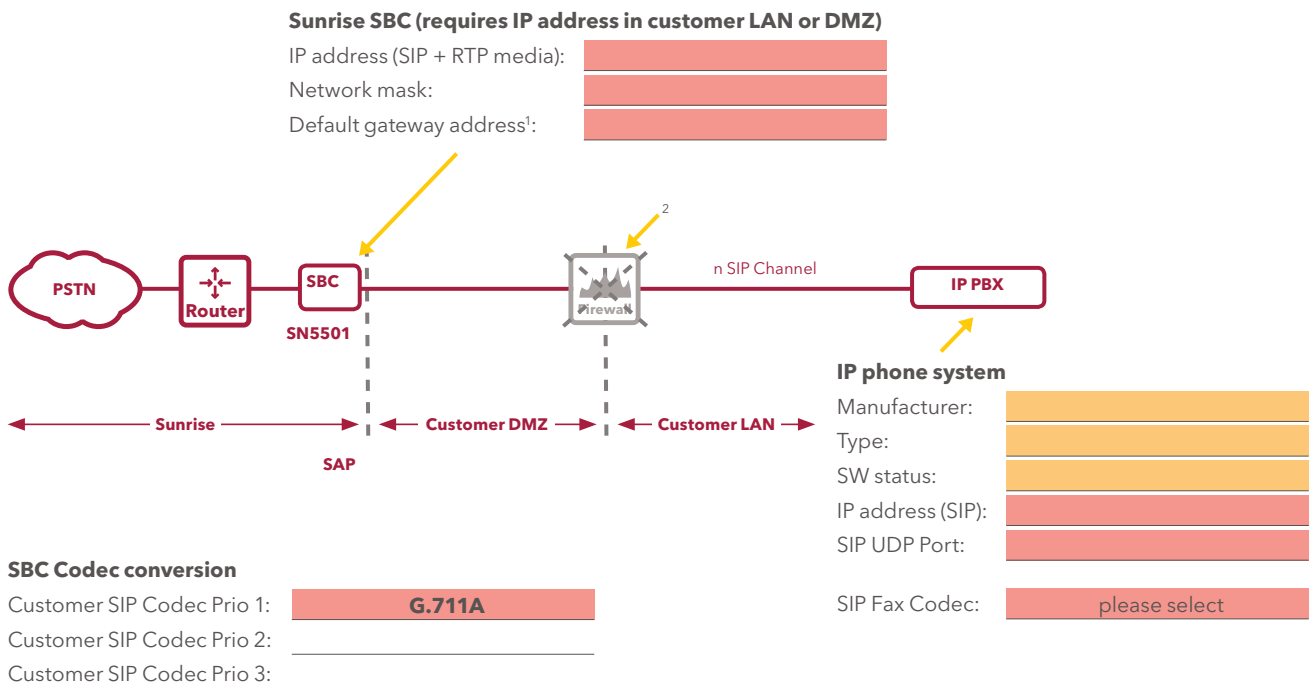 Sunrise SBC (requires IP address in customer LAN or DMZ)
IP address (SIP + RTP media):
Network mask:
Default gateway address¹:
2
PSTN
Router
SBC
SN5501
Firewall
n SIP Channel
IP PBX
Sunrise
Customer DMZ
Customer LAN
SAP
IP phone system
Manufacturer:
Type:
SW status:
IP address (SIP):
SIP UDP Port:
SIP Fax Codec: please select
SBC Codec conversion
Customer SIP Codec Prio 1: G.711A
Customer SIP Codec Prio 2:
Customer SIP Codec Prio 3: